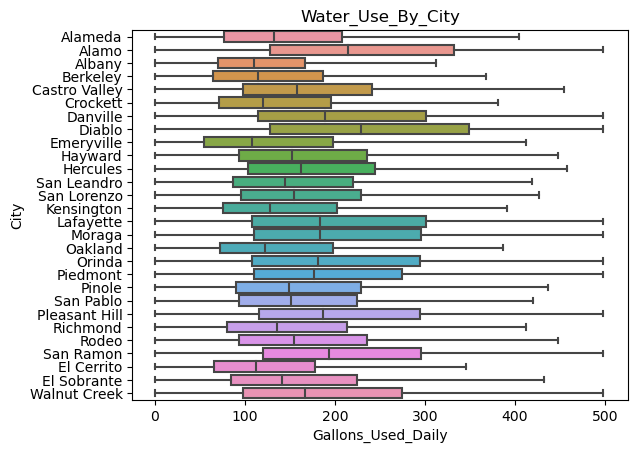 Water_Use_By_City
Alameda
Alamo
Albany
Berkeley
Castro Valley
Crockett
Danville
Diablo
Emeryville
Hayward
Hercules
San Leandro
San Lorenzo
Kensington
Lafayette
Moraga
Oakland
Orinda
Piedmont
Pinole
San Pablo
Pleasant Hill
Richmond
Rodeo
San Ramon
El Cerrito
El Sobrante
Walnut Creek
City
0 100 200 300 400 500
Gallons_Used_Daily